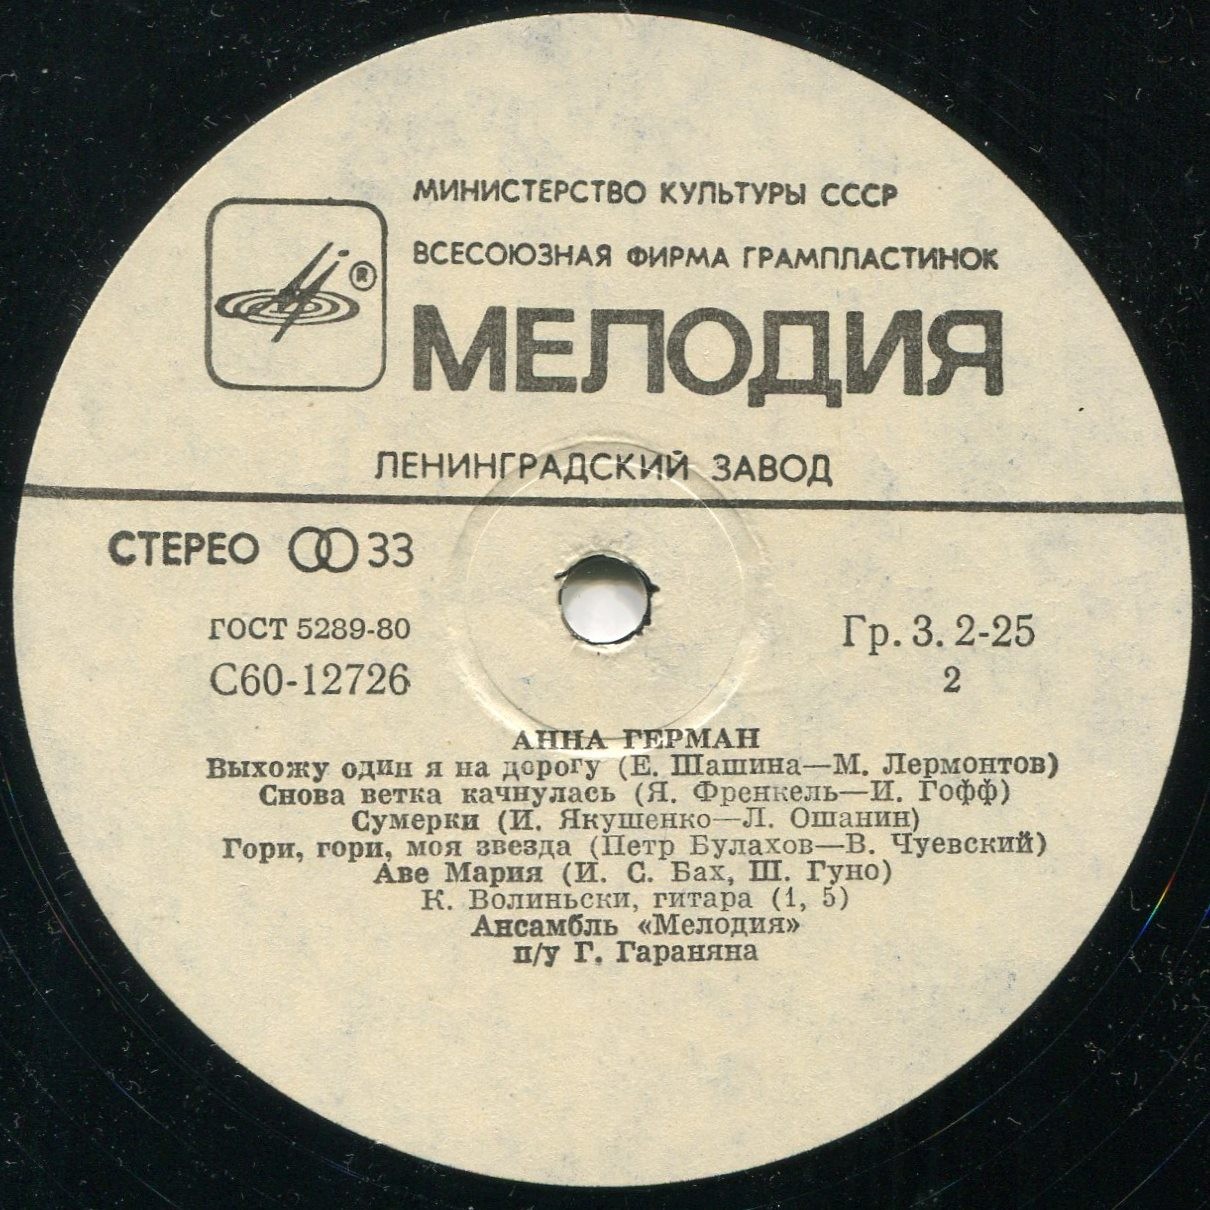 МИНИСТЕРСТВО КУЛЬТУРЫ СССР
ВСЕСОЮЗНАЯ ФИРМА ГРАМПЛАСТИНОК
®
МЕЛОДИЯ
ЛЕНИНГРАДСКИЙ ЗАВОД
СТЕРЕО 33
ГОСТ 5289-80
Гр. 3. 2-25
С60-12726
2
АННА ГЕРМАН
Выхожу один я на дорогу (Е. Шашина—М. Лермонтов)
Снова ветка качнулась (Я. Френкель—И. Гофф)
Сумерки (И. Якушенко—Л. Ошанин)
Гори, гори, моя звезда (Петр Булахов—В. Чуевский)
Аве Мария (И. С. Бах, Ш. Гуно)
К. Волиньски, гитара (1, 5)
Ансамбль «Мелодия»
п/у Г. Гараняна